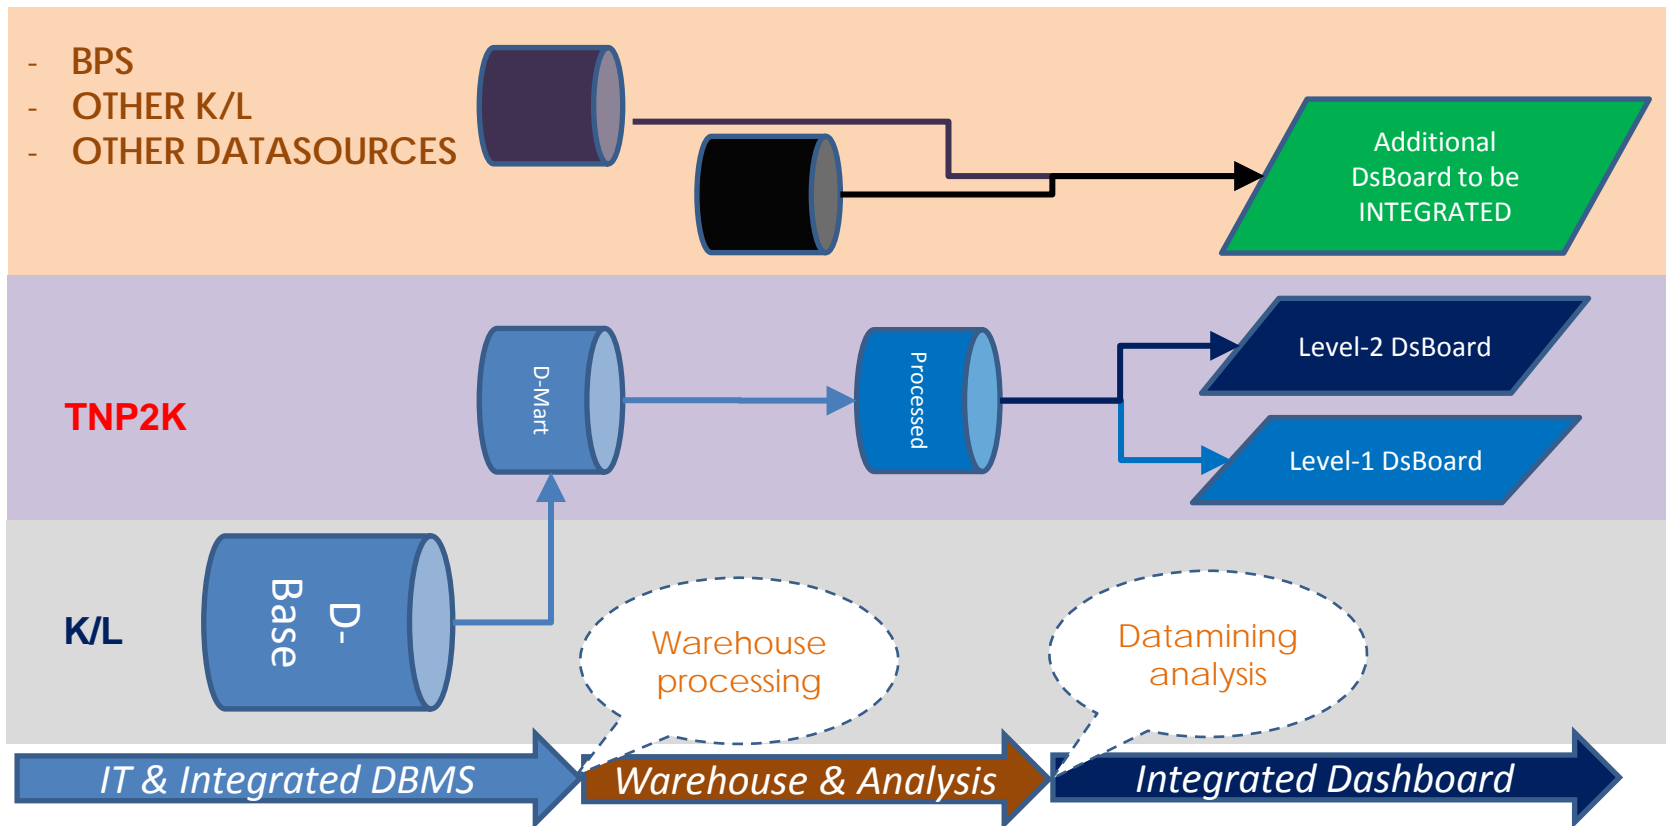 - BPS
- OTHER K/L
- OTHER DATASOURCES
Additional
DsBoard to be
INTEGRATED
TNP2K
D-Mart
Processed
Level-2 DsBoard
Level-1 DsBoard
K/L
D-
Base
Warehouse
processing
Datamining
analysis
IT & Integrated DBMS
Warehouse & Analysis
Integrated Dashboard